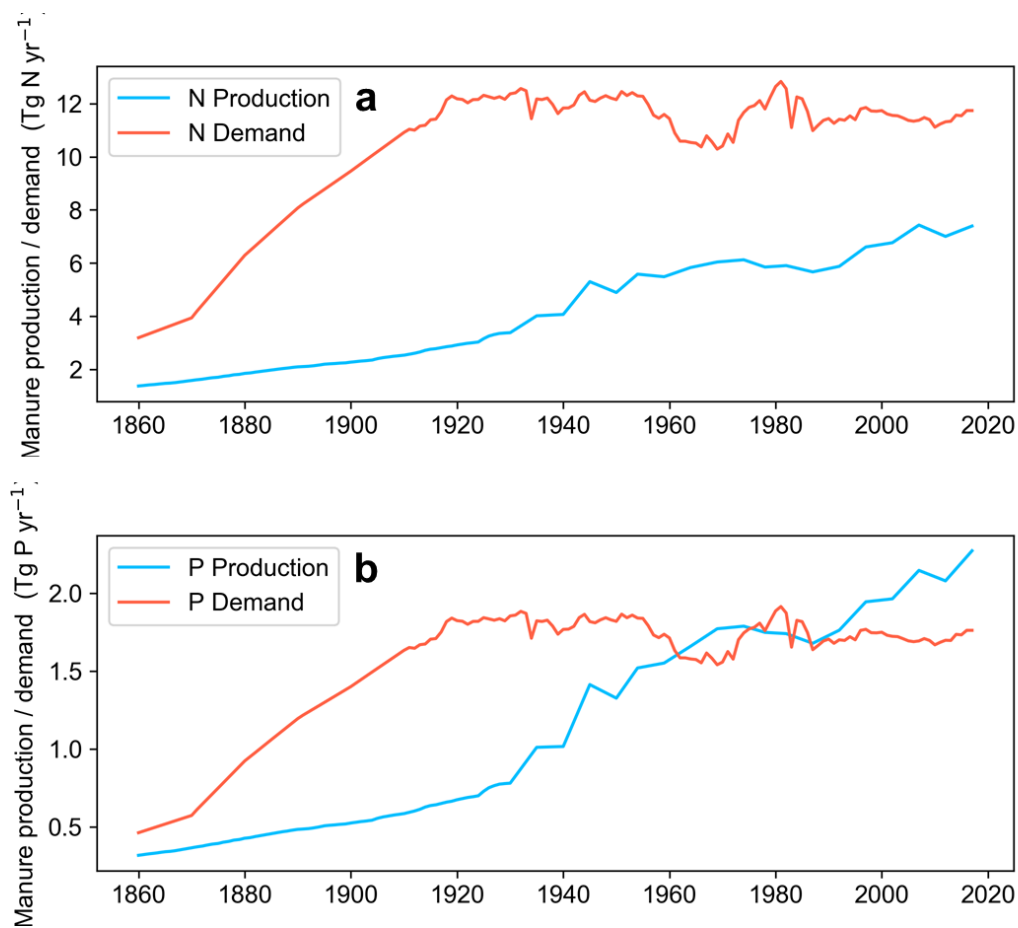 Manure production / demand (Tg N yr⁻¹)
N Production
N Demand
a
12
10
8
6
4
2
1860 1880 1900 1920 1940 1960 1980 2000 2020
Manure production / demand (Tg P yr⁻¹)
P Production
P Demand
b
2.0
1.5
1.0
0.5
1860 1880 1900 1920 1940 1960 1980 2000 2020